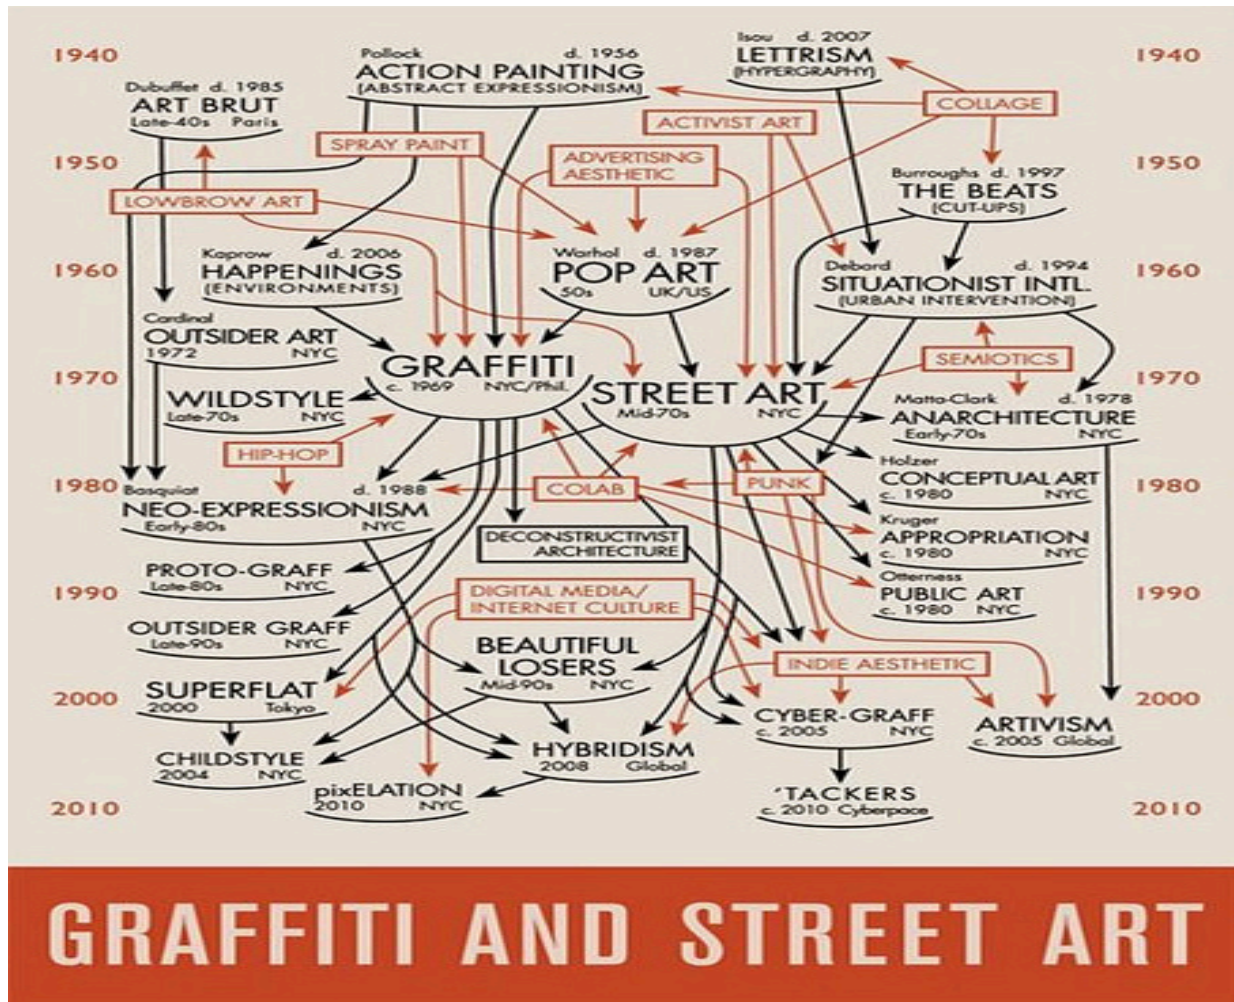 1940
Pollock d. 1956
ACTION PAINTING
(ABSTRACT EXPRESSIONISM)
Isou d. 2007
LETTRISM
(HYPERGRAPHY)
1940
Dubuffet d. 1985
ART BRUT
Late-40s Paris
COLLAGE
ACTIVIST ART
SPRAY PAINT
1950
ADVERTISING
AESTHETIC
1950
Burroughs d. 1997
THE BEATS
(CUT-UPS)
LOWBROW ART
1960
Kaprow d. 2006
HAPPENINGS
(ENVIRONMENTS)
Warhol d. 1987
POP ART
50s UK/US
Debord d. 1994
SITUATIONIST INTL.
(URBAN INTERVENTION)
1960
Cardinal
OUTSIDER ART
1972 NYC
GRAFFITI
c. 1969 NYC/Phil.
SEMIOTICS
1970
STREET ART
Mid-70s NYC
1970
WILDSTYLE
Late-70s NYC
Matta-Clark d. 1978
ANARCHITECTURE
Early-70s NYC
HIP-HOP
Holzer
CONCEPTUAL ART
c. 1980 NYC
1980
Basquiat d. 1988
NEO-EXPRESSIONISM
Early-80s NYC
COLAB
PUNK
1980
DECONSTRUCTIVIST
ARCHITECTURE
Kruger
APPROPRIATION
c. 1980 NYC
PROTO-GRAFF
Late-80s NYC
Otterness
PUBLIC ART
c. 1980 NYC
1990
DIGITAL MEDIA/
INTERNET CULTURE
1990
OUTSIDER GRAFF
Late-90s NYC
BEAUTIFUL
LOSERS
Mid-90s NYC
INDIE AESTHETIC
2000
SUPERFLAT
2000 Tokyo
2000
CYBER-GRAFF
c. 2005 NYC
ARTIVISM
c. 2005 Global
CHILDSTYLE
2004 NYC
HYBRIDISM
2008 Global
2010
pixELATION
2010 NYC
'TACKERS
c. 2010 Cyberpace
2010
GRAFFITI AND STREET ART